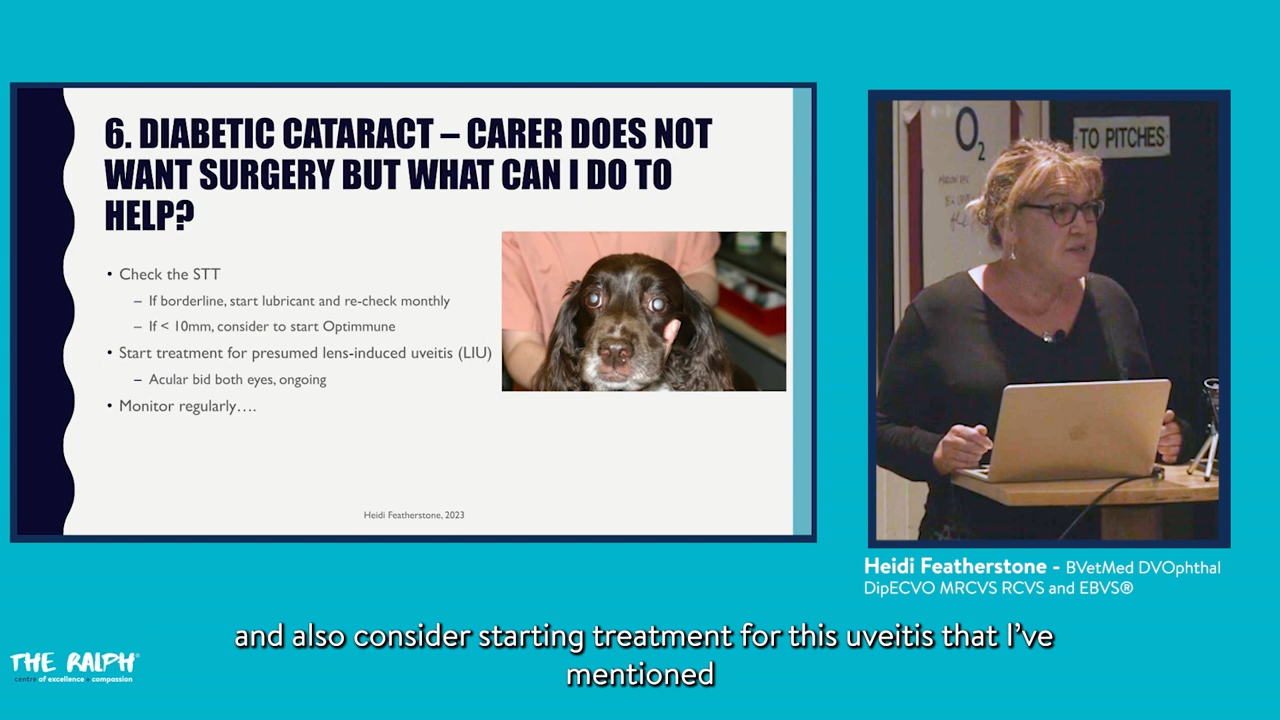 6. DIABETIC CATARACT – CARER DOES NOT
WANT SURGERY BUT WHAT CAN I DO TO
HELP?
• Check the STT
– If borderline, start lubricant and re-check monthly
– If < 10mm, consider to start Optimmune
• Start treatment for presumed lens-induced uveitis (LIU)
– Acular bid both eyes, ongoing
• Monitor regularly….
Heidi Featherstone, 2023
O2
TO PITCHES
Heidi Featherstone - BVetMed DVOphthal
DipECVO MRCVS RCVS and EBVS®
and also consider starting treatment for this uveitis that I’ve
mentioned
THE RALPH
centre of excellence + compassion